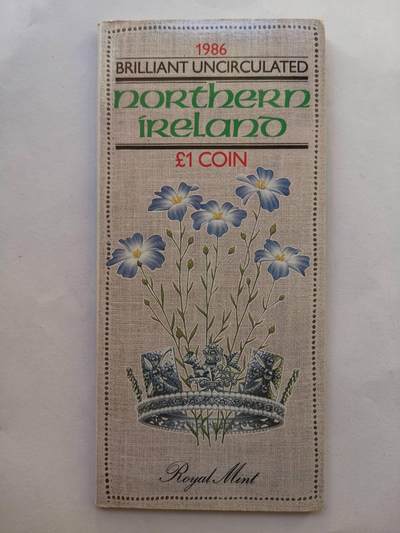 1986
BRILLIANT UNCIRCULATED
northern
ireland
£1 COIN
Royal Mint